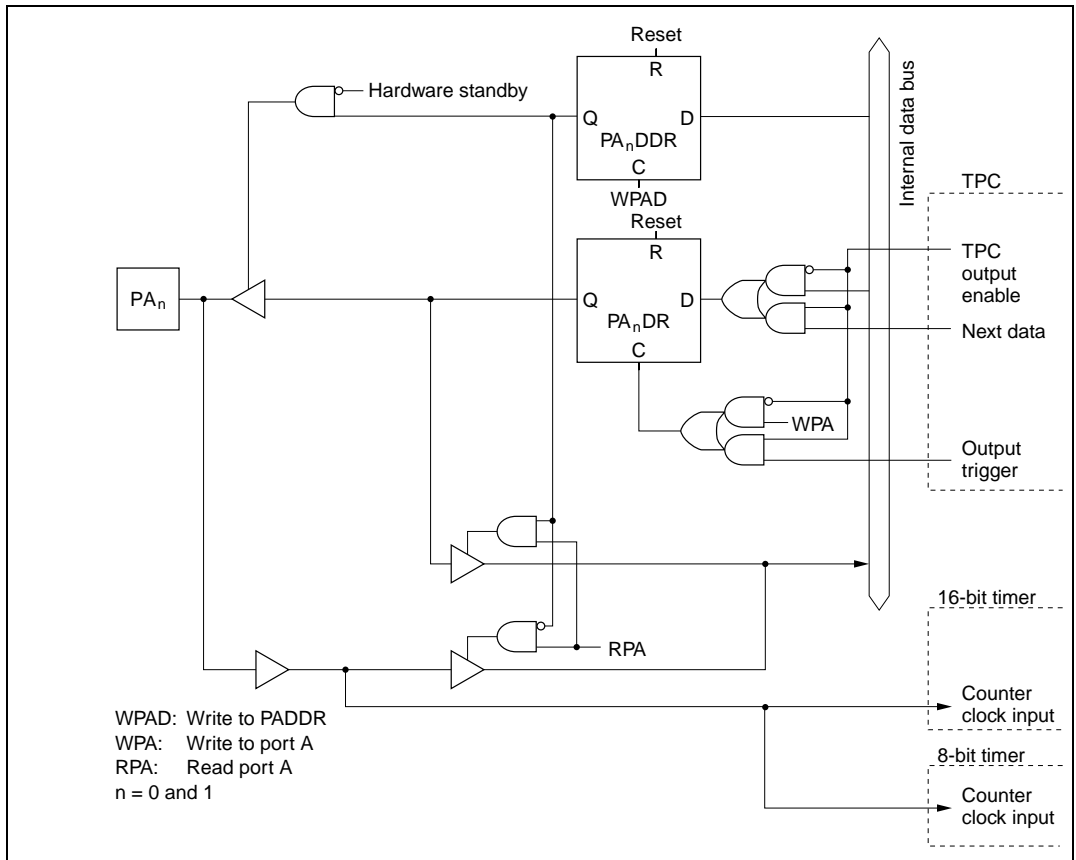 Reset
R
Hardware standby
Q
D
PAnDDR
C
WPAD
Internal data bus
TPC
Reset
R
TPC
output
enable
PAn
Q
D
PAnDR
C
Next data
WPA
Output
trigger
16-bit timer
RPA
Counter
clock input
WPAD: Write to PADDR
WPA: Write to port A
RPA: Read port A
n = 0 and 1
8-bit timer
Counter
clock input